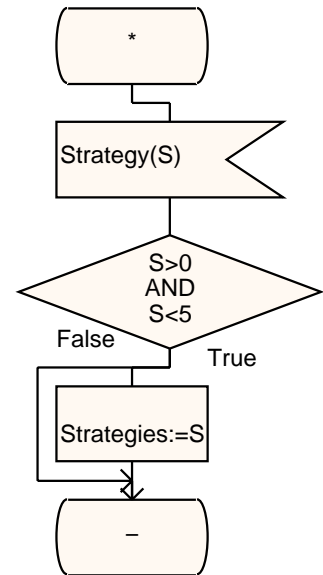 *
Strategy(S)
S>0
AND
S<5
False
True
Strategies:=S
–